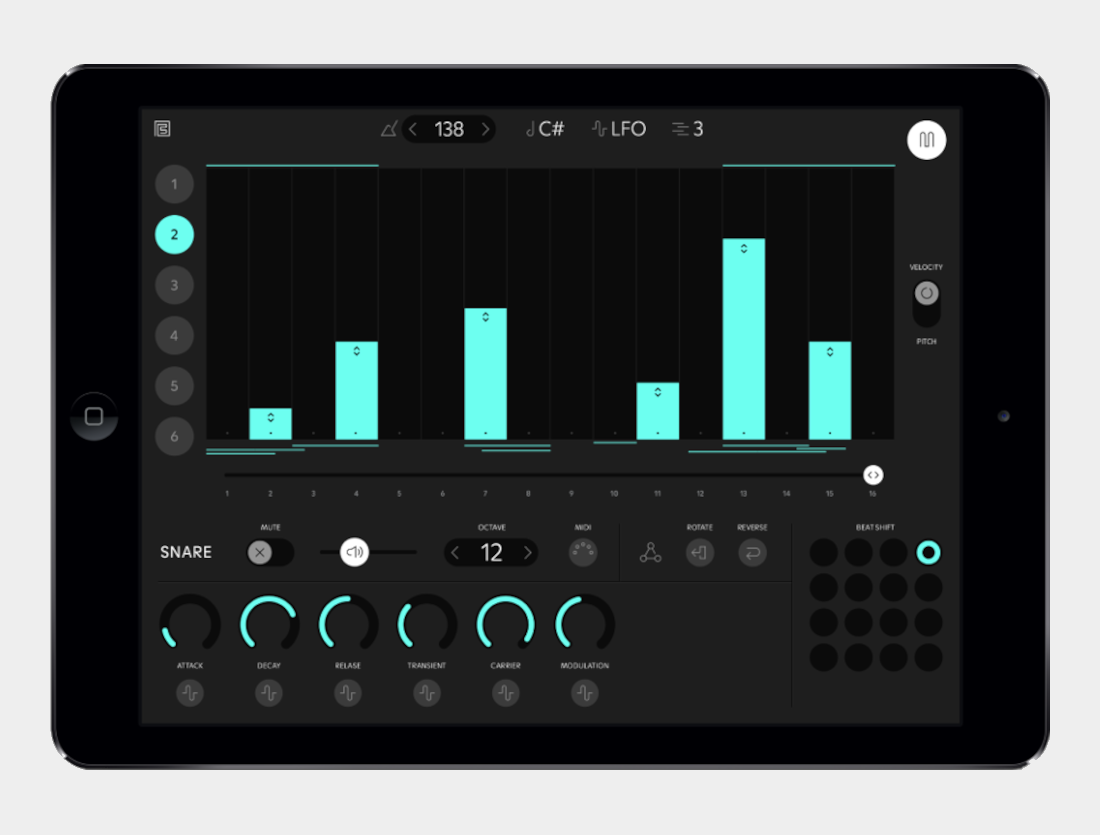 138 C# LFO 3
1
2
3
4
5
6
VELOCITY
PITCH
1 2 3 4 5 6 7 8 9 10 11 12 13 14 15 16
MUTE OCTAVE MIDI ROTATE REVERSE BEAT SHIFT
SNARE 12
ATTACK DECAY RELASE TRANSIENT CARRIER MODULATION